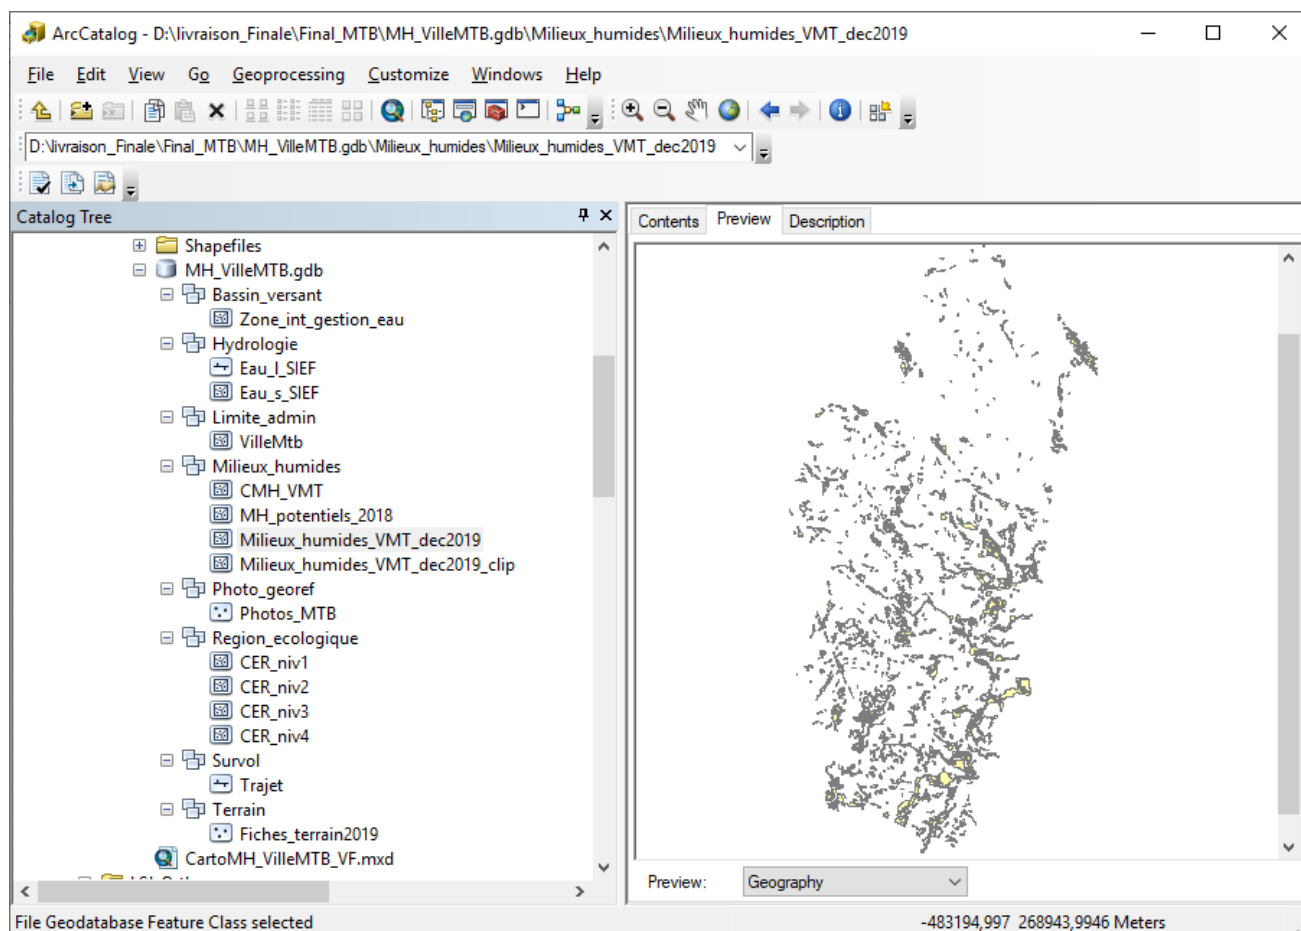 ArcCatalog - D:\livraison_Finale\Final_MTB\MH_VilleMTB.gdb\Milieux_humides\Milieux_humides_VMT_dec2019
File Edit View Go Geoprocessing Customize Windows Help
D:\livraison_Finale\Final_MTB\MH_VilleMTB.gdb\Milieux_humides\Milieux_humides_VMT_dec2019
Catalog Tree
Contents Preview Description
Shapefiles
MH_VilleMTB.gdb
Bassin_versant
Zone_int_gestion_eau
Hydrologie
Eau_l_SIEF
Eau_s_SIEF
Limite_admin
VilleMtb
Milieux_humides
CMH_VMT
MH_potentiels_2018
Milieux_humides_VMT_dec2019
Milieux_humides_VMT_dec2019_clip
Photo_georef
Photos_MTB
Region_ecologique
CER_niv1
CER_niv2
CER_niv3
CER_niv4
Survol
Trajet
Terrain
Fiches_terrain2019
CartoMH_VilleMTB_VF.mxd
Preview: Geography
File Geodatabase Feature Class selected
-483194,997 268943,9946 Meters